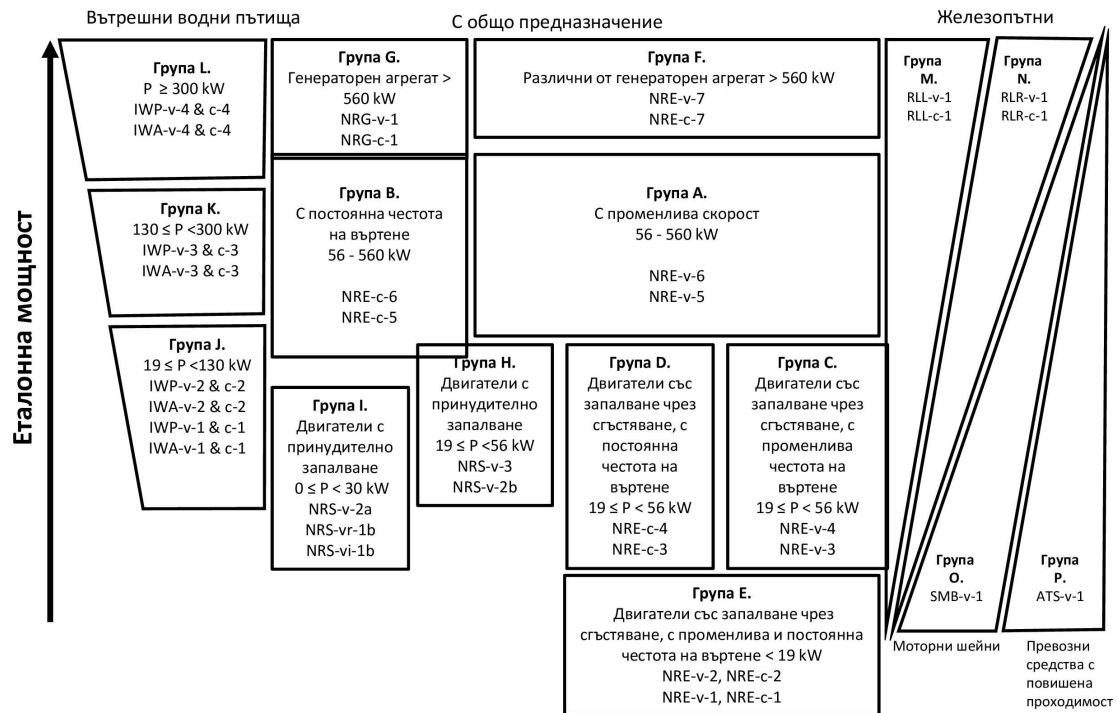 Вътрешни водни пътища
С общо предназначение
Железопътни
Еталонна мощност
Група L.
P ≥ 300 kW
IWP-v-4 & c-4
IWA-v-4 & c-4
Група G.
Генераторен агрегат >
560 kW
NRG-v-1
NRG-c-1
Група F.
Различни от генераторен агрегат > 560 kW
NRE-v-7
NRE-c-7
Група
M.
RLL-v-1
RLL-c-1
Група
N.
RLR-v-1
RLR-c-1
Група K.
130 ≤ P <300 kW
IWP-v-3 & c-3
IWA-v-3 & c-3
Група B.
С постоянна честота
на въртене
56 - 560 kW
NRE-c-6
NRE-c-5
Група A.
С променлива скорост
56 - 560 kW
NRE-v-6
NRE-v-5
Група J.
19 ≤ P <130 kW
IWP-v-2 & c-2
IWA-v-2 & c-2
IWP-v-1 & c-1
IWA-v-1 & c-1
Група I.
Двигатели с
принудително
запалване
0 ≤ P < 30 kW
NRS-v-2a
NRS-vr-1b
NRS-vi-1b
Група H.
Двигатели с
принудително
запалване
19 ≤ P <56 kW
NRS-v-3
NRS-v-2b
Група D.
Двигатели със
запалване чрез
сгъстяване, с
постоянна
честота на
въртене
19 ≤ P < 56 kW
NRE-c-4
NRE-c-3
Група C.
Двигатели със
запалване чрез
сгъстяване, с
променлива
честота на
въртене
19 ≤ P < 56 kW
NRE-v-4
NRE-v-3
Група E.
Двигатели със запалване чрез
сгъстяване, с променлива и постоянна
честота на въртене < 19 kW
NRE-v-2, NRE-c-2
NRE-v-1, NRE-c-1
Група
O.
SMB-v-1
Група
P.
ATS-v-1
Моторни шейни
Превозни
средства с
повишена
проходимост